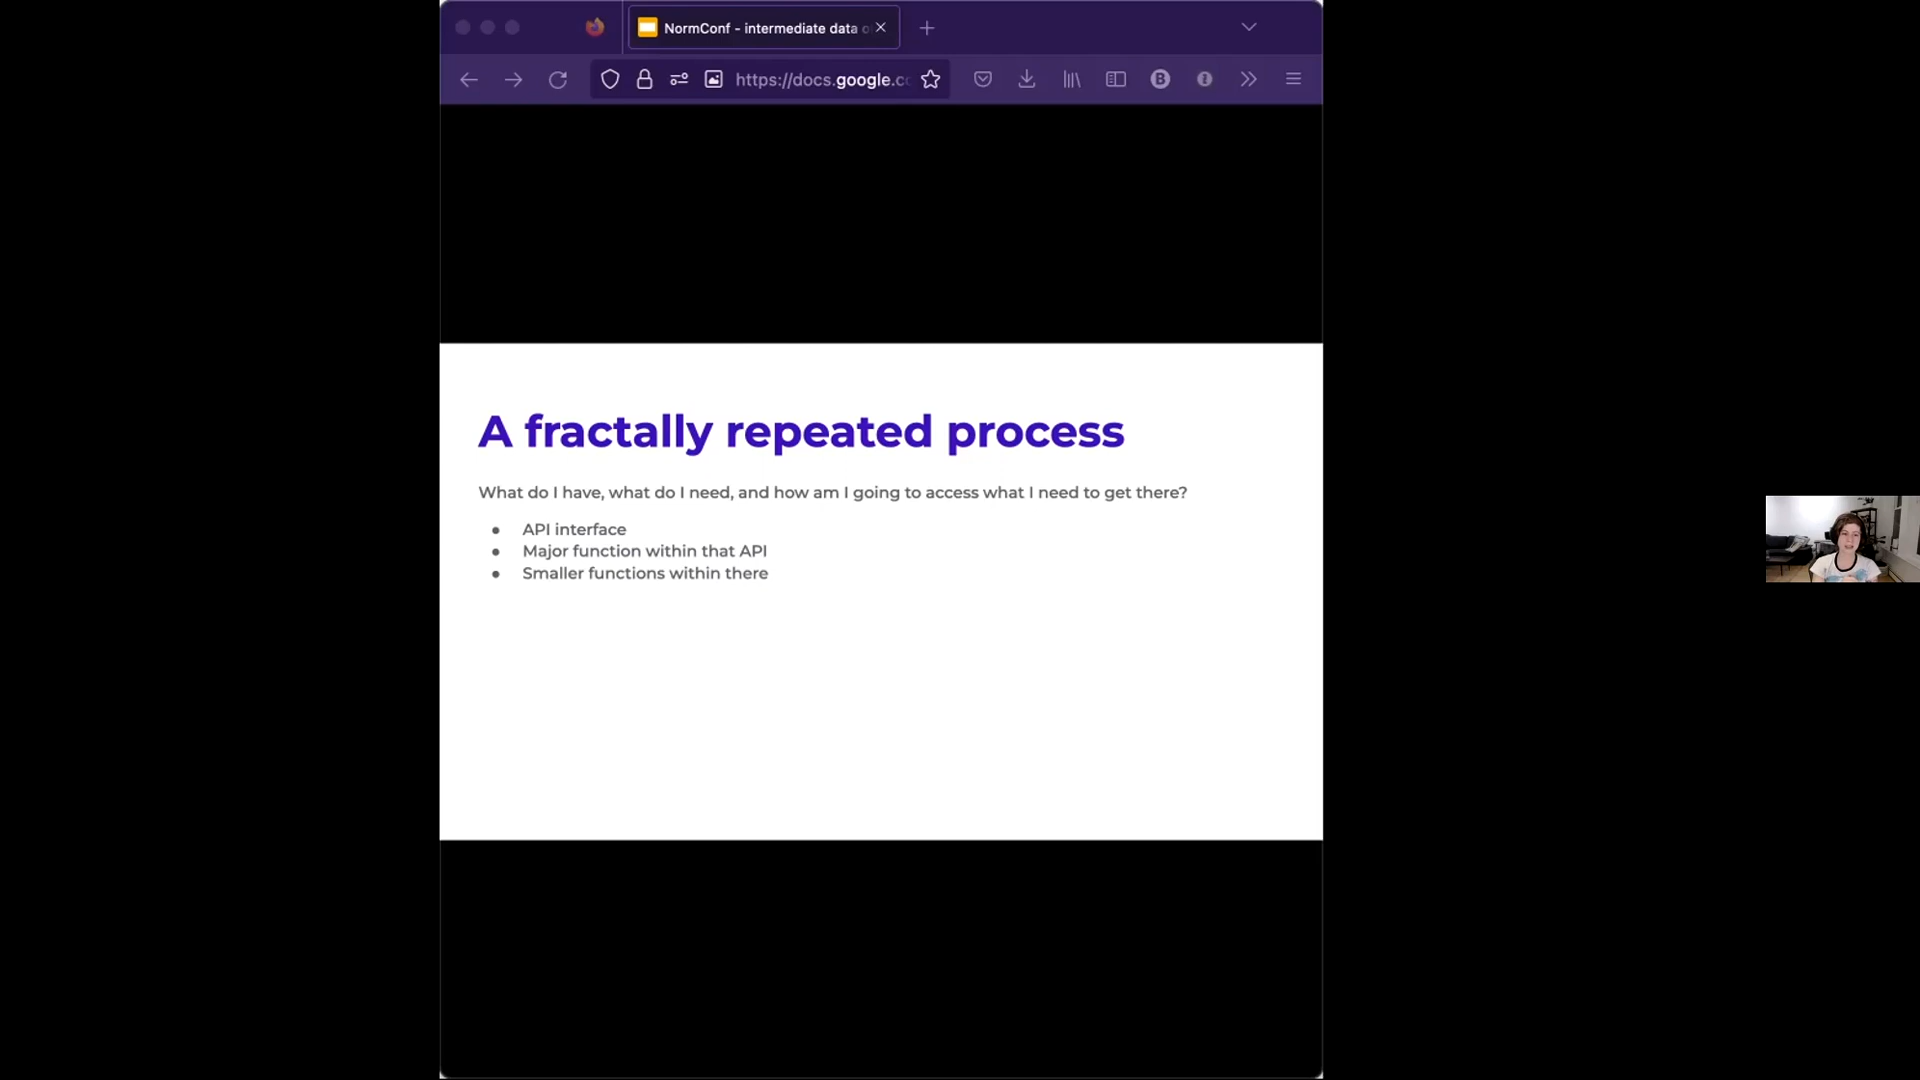 NormConf - intermediate data
https://docs.google.c
A fractally repeated process
What do I have, what do I need, and how am I going to access what I need to get there?
• API interface
• Major function within that API
• Smaller functions within there